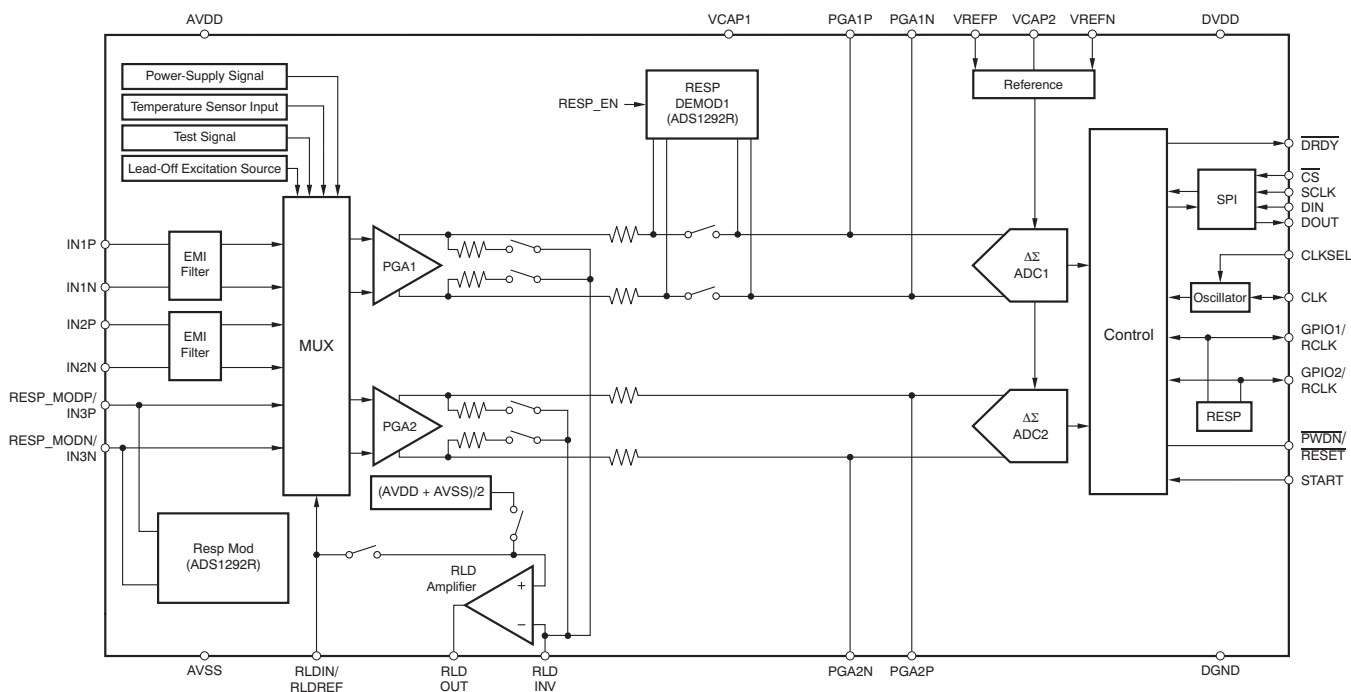 AVDD
VCAP1
PGA1P
PGA1N
VREFP
VCAP2
VREFN
DVDD
Power-Supply Signal
Temperature Sensor Input
Test Signal
Lead-Off Excitation Source
RESP_EN
RESP
DEMOD1
(ADS1292R)
Reference
DRDY
CS
SCLK
DIN
DOUT
SPI
CLKSEL
Oscillator
CLK
GPIO1/
RCLK
GPIO2/
RCLK
RESP
PWDN/
RESET
START
Control
IN1P
IN1N
EMI
Filter
IN2P
IN2N
EMI
Filter
RESP_MODP/
IN3P
RESP_MODN/
IN3N
MUX
PGA1
PGA2
ΔΣ
ADC1
ΔΣ
ADC2
(AVDD + AVSS)/2
Resp Mod
(ADS1292R)
RLD
Amplifier
+
−
AVSS
RLDIN/
RLDREF
RLD
OUT
RLD
INV
PGA2N
PGA2P
DGND